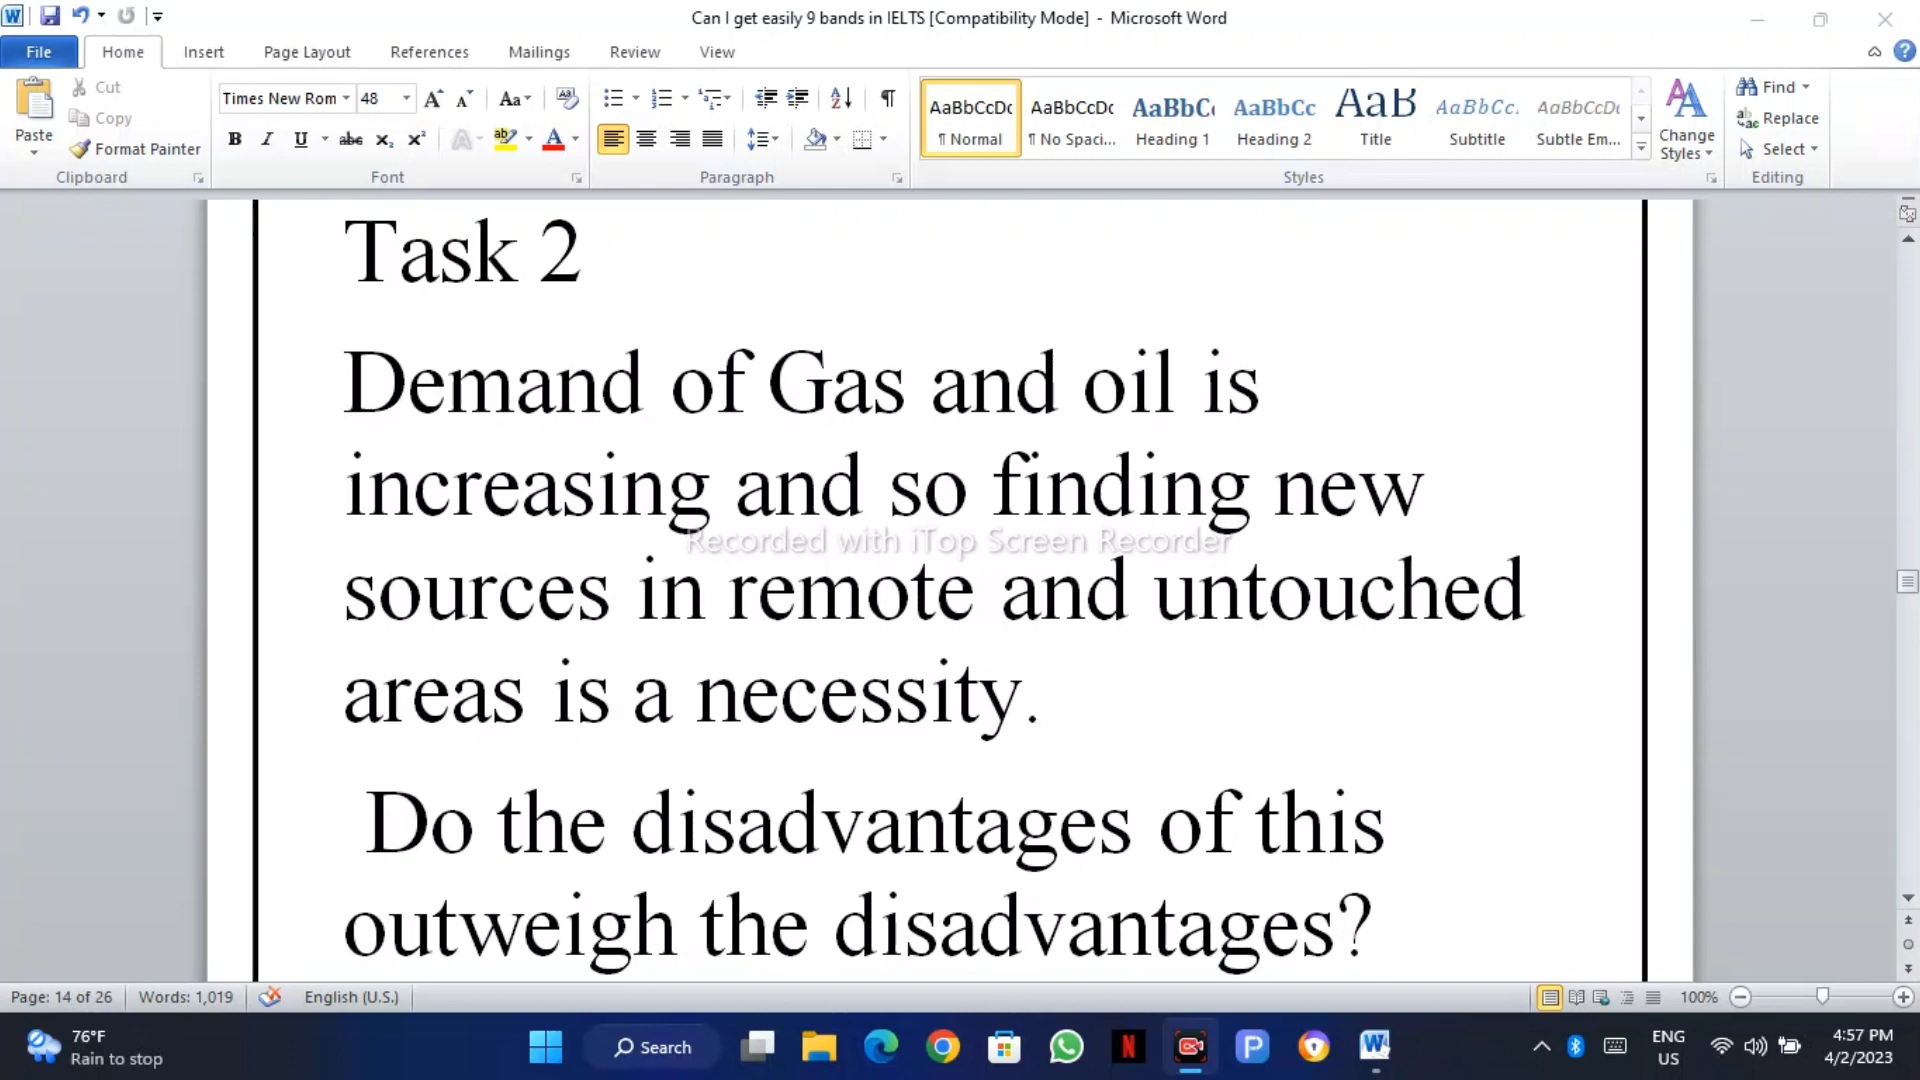 Can I get easily 9 bands in IELTS [Compatibility Mode] - Microsoft Word
File Home Insert Page Layout References Mailings Review View
Paste
Cut
Copy
Format Painter
Clipboard
Times New Rom 48
Font
Paragraph
AaBbCcDc AaBbCcDc AaBbC AaBbCc AaB AaBbCc. AaBbCcDc
¶ Normal ¶ No Spaci... Heading 1 Heading 2 Title Subtitle Subtle Em...
Styles
Change Styles
Find
Replace
Select
Editing
Task 2
Demand of Gas and oil is
increasing and so finding new
Recorded with iTop Screen Recorder
sources in remote and untouched
areas is a necessity.
Do the disadvantages of this
outweigh the disadvantages?
Page: 14 of 26 Words: 1,019 English (U.S.) 100%
76°F
Rain to stop
Search
ENG
US
4:57 PM
4/2/2023